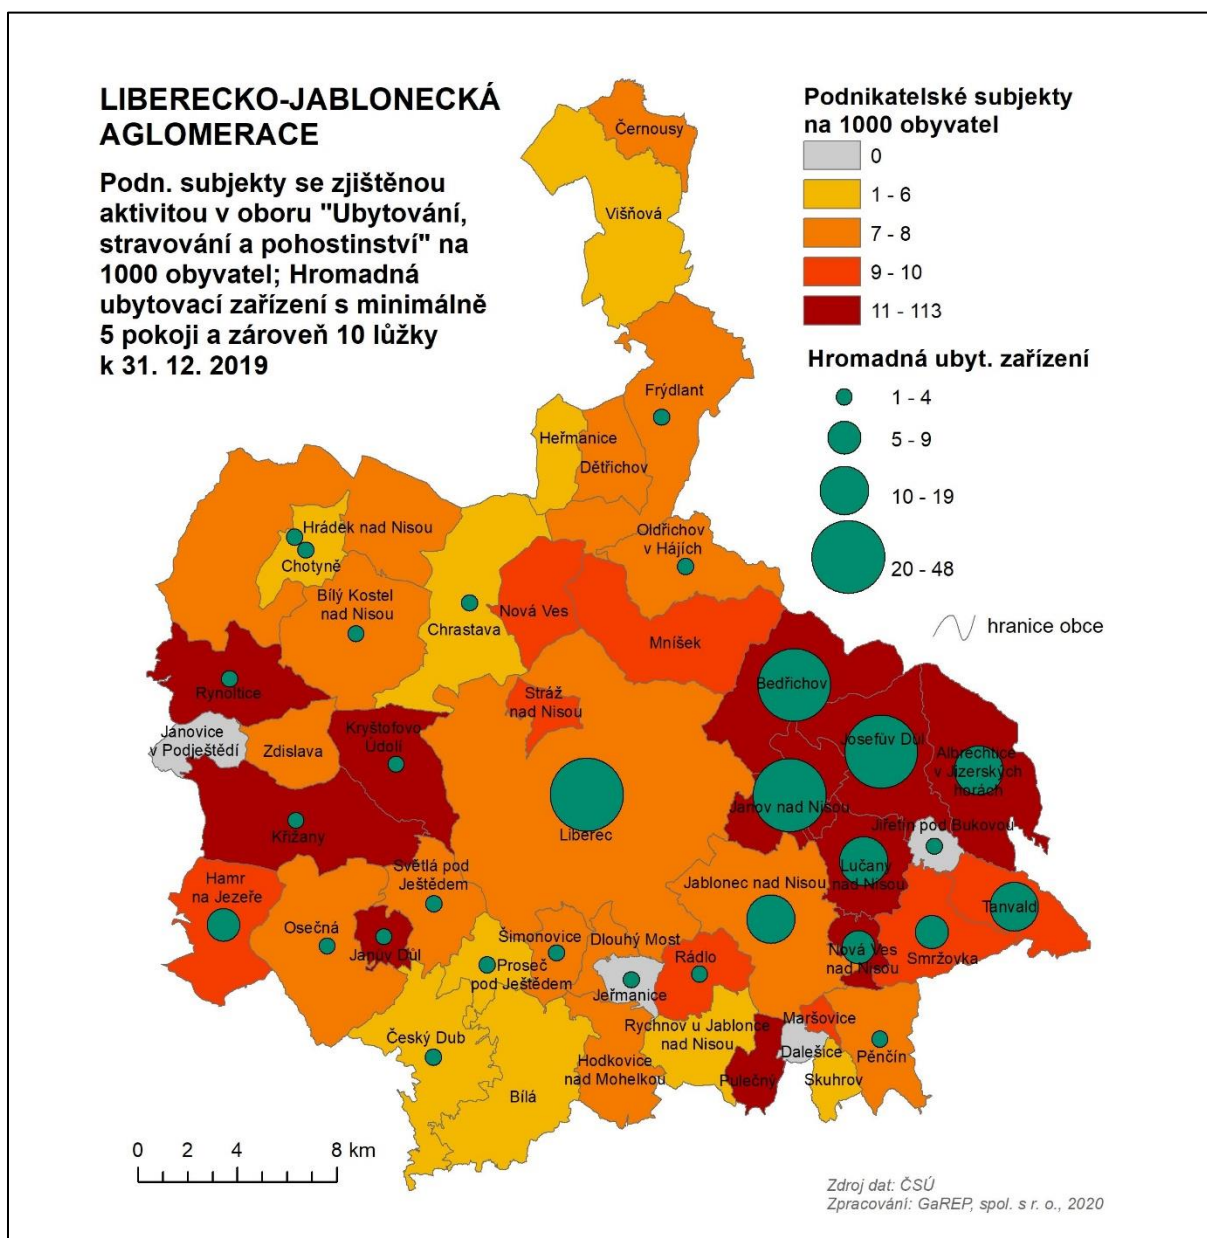 LIBERECKO-JABLONECKÁ
AGLOMERACE
Podn. subjekty se zjištěnou
aktivitou v oboru "Ubytování,
stravování a pohostinství" na
1000 obyvatel; Hromadná
ubytovací zařízení s minimálně
5 pokoji a zároveň 10 lůžky
k 31. 12. 2019
Podnikatelské subjekty
na 1000 obyvatel
0
1 - 6
7 - 8
9 - 10
11 - 113
Hromadná ubyt. zařízení
1 - 4
5 - 9
10 - 19
20 - 48
hranice obce
Černousy
Višňová
Frýdlant
Heřmanice
Dětřichov
Oldřichov
v Hájích
Hrádek nad Nisou
Chotyně
Bílý Kostel
nad Nisou
Chrastava
Nová Ves
Mníšek
Rynoltice
Stráž
nad Nisou
Bedřichov
Janovice
v Podještědí
Zdislava
Kryštofovo
Údolí
Josefův Důl
Albrechtice
v Jizerských
horách
Křižany
Liberec
Janov nad Nisou
Jiřetín pod Bukovou
Lučany
nad Nisou
Hamr
na Jezeře
Světlá pod
Ještědem
Jablonec nad Nisou
Tanvald
Osečná
Janův Důl
Šimonovice
Dlouhý Most
Proseč
pod Ještědem
Rádlo
Nová Ves
nad Nisou
Smržovka
Jeřmanice
Český Dub
Rychnov u Jablonce
nad Nisou
Maršovice
Dalešice
Pěnčín
Hodkovice
nad Mohelkou
Pulečný
Skuhrov
Bílá
0 2 4 8 km
Zdroj dat: ČSÚ
Zpracování: GaREP, spol. s r. o., 2020